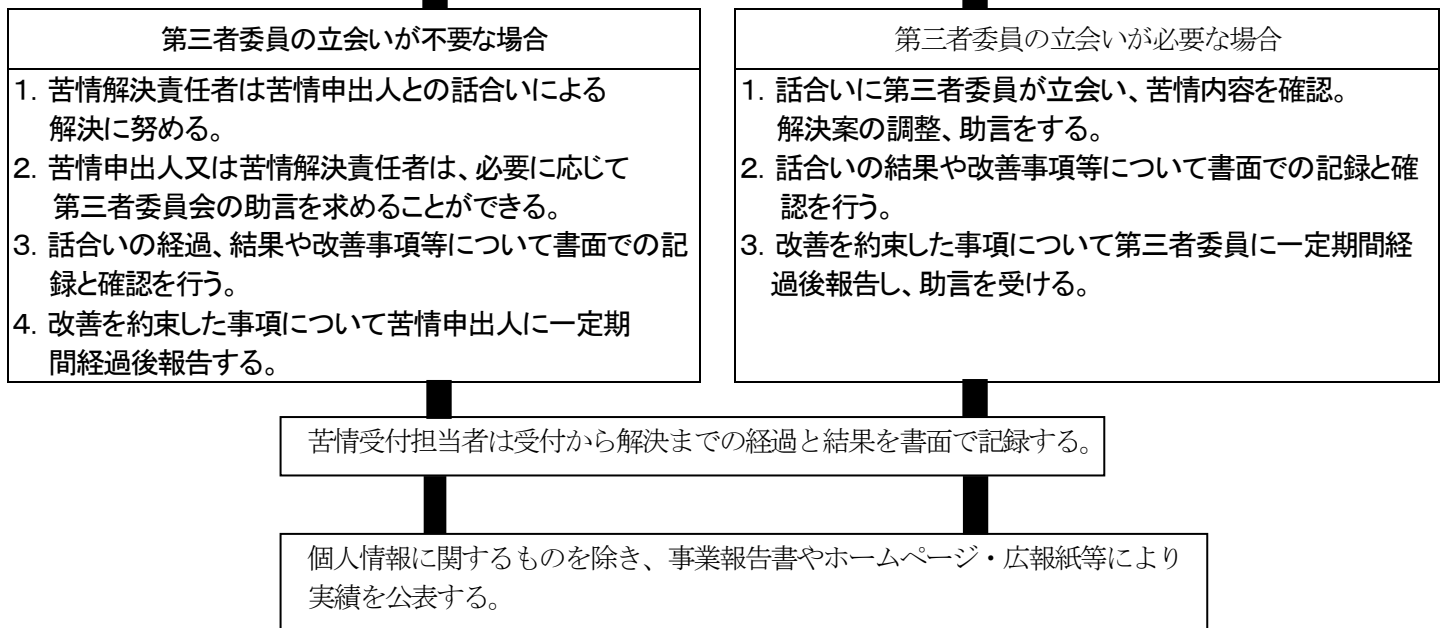 第三者委員の立会いが不要な場合
1. 苦情解決責任者は苦情申出人との話合いによる
解決に努める。
2. 苦情申出人又は苦情解決責任者は、必要に応じて
第三者委員会の助言を求めることができる。
3. 話合いの経過、結果や改善事項等について書面での記
録と確認を行う。
4. 改善を約束した事項について苦情申出人に一定期
間経過後報告する。
第三者委員の立会いが必要な場合
1. 話合いに第三者委員が立会い、苦情内容を確認。
解決案の調整、助言をする。
2. 話合いの結果や改善事項等について書面での記録と確
認を行う。
3. 改善を約束した事項について第三者委員に一定期間経
過後報告し、助言を受ける。
苦情受付担当者は受付から解決までの経過と結果を書面で記録する。
個人情報に関するものを除き、事業報告書やホームページ・広報紙等により
実績を公表する。